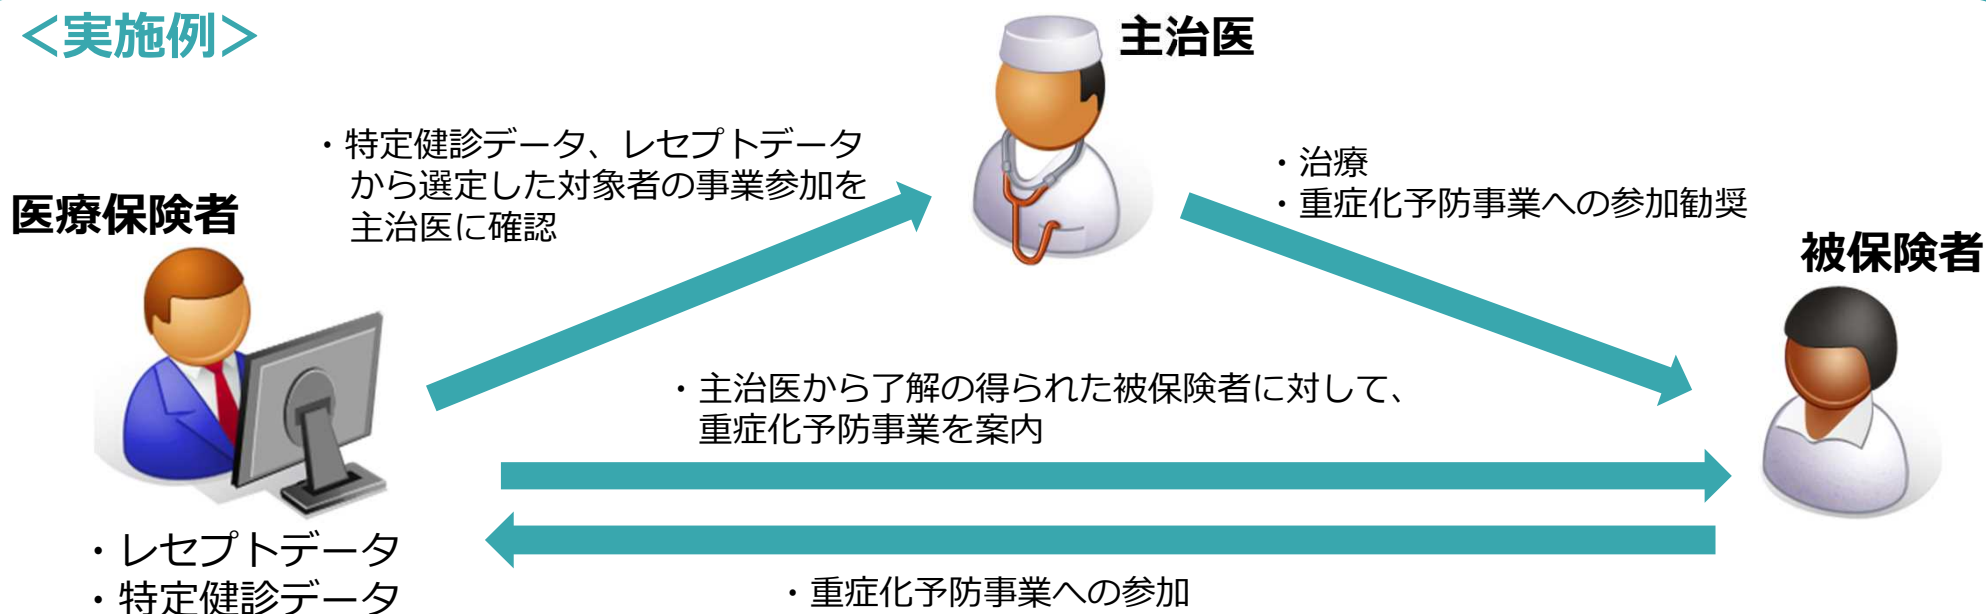 ＜実施例＞
主治医
・特定健診データ、レセプトデータ
から選定した対象者の事業参加を
主治医に確認
・治療
・重症化予防事業への参加勧奨
医療保険者
被保険者
・主治医から了解の得られた被保険者に対して、
重症化予防事業を案内
・レセプトデータ
・特定健診データ
・重症化予防事業への参加